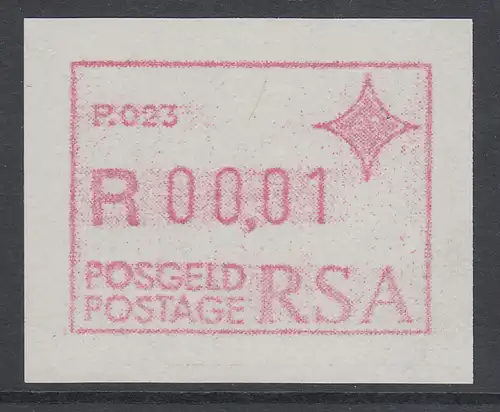 P.023
R 00,01
POSGELD
POSTAGE RSA